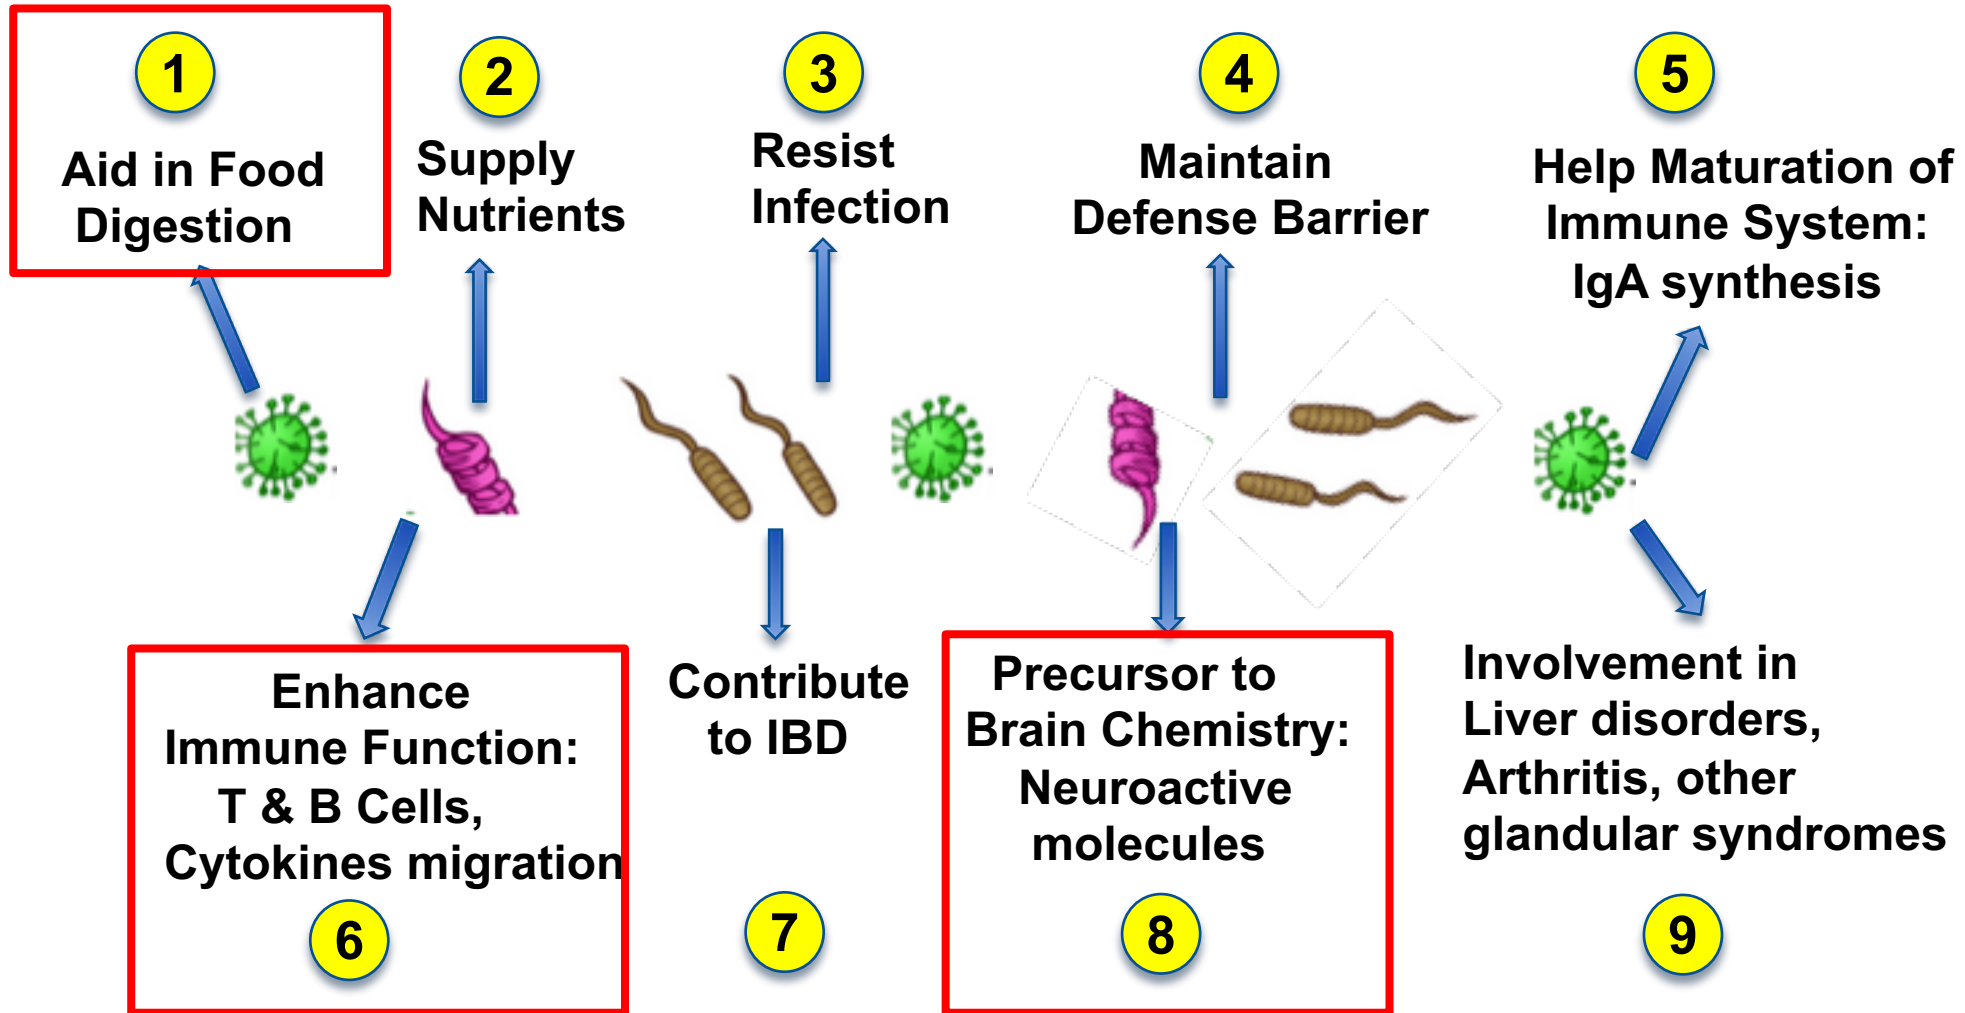 1
Aid in Food
Digestion
2
Supply
Nutrients
3
Resist
Infection
4
Maintain
Defense Barrier
5
Help Maturation of
Immune System:
IgA synthesis
Enhance
Immune Function:
T & B Cells,
Cytokines migration
6
Contribute
to IBD
7
Precursor to
Brain Chemistry:
Neuroactive
molecules
8
Involvement in
Liver disorders,
Arthritis, other
glandular syndromes
9